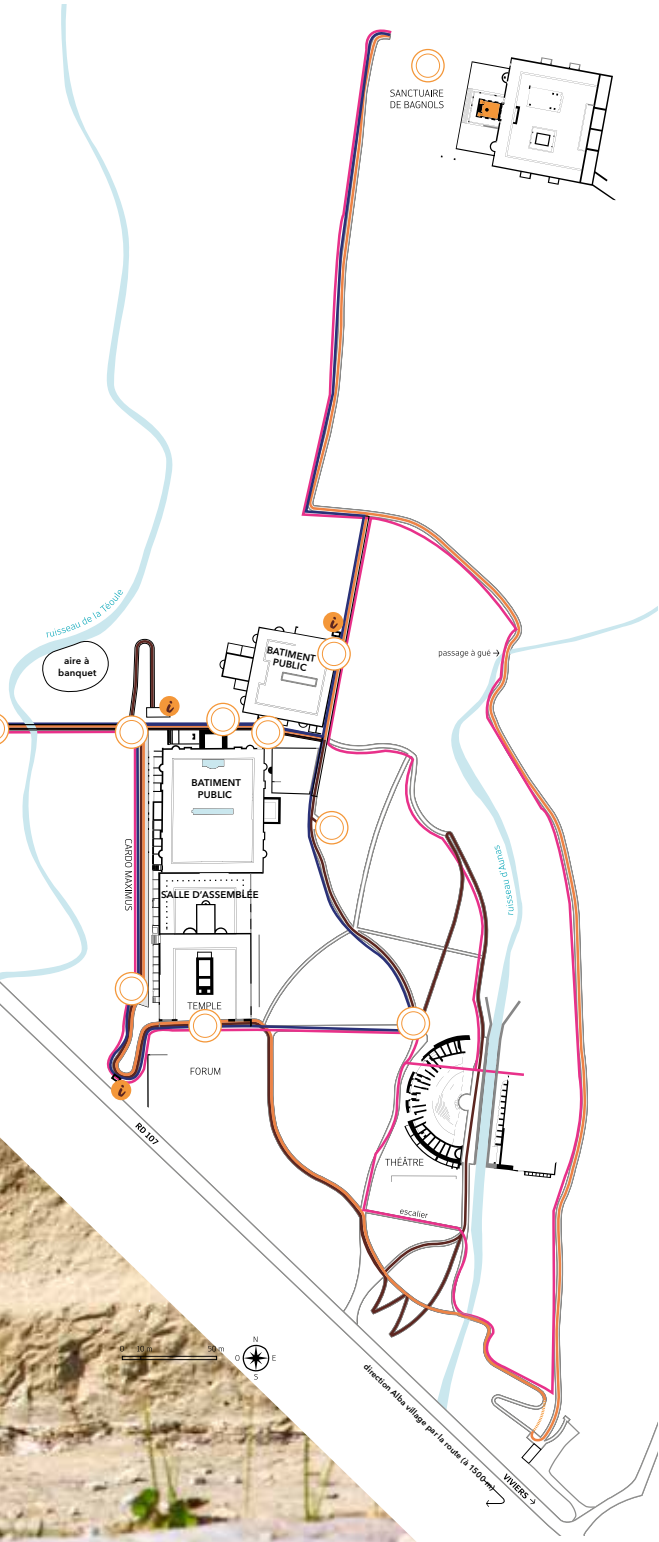 SANCTUAIRE
DE BAGNOLS
ruisseau de la Téoule
aire à
banquet
i
BATIMENT
PUBLIC
passage à gué →
i
BATIMENT
PUBLIC
CARDO MAXIMUS
ruisseau d'Aunas
SALLE D'ASSEMBLÉE
TEMPLE
FORUM
i
RD 107
THÉÂTRE
escalier
0 10 m 50 m
N
O E
S
direction Alba village par la route (à 1500 m)
VIVIERS →